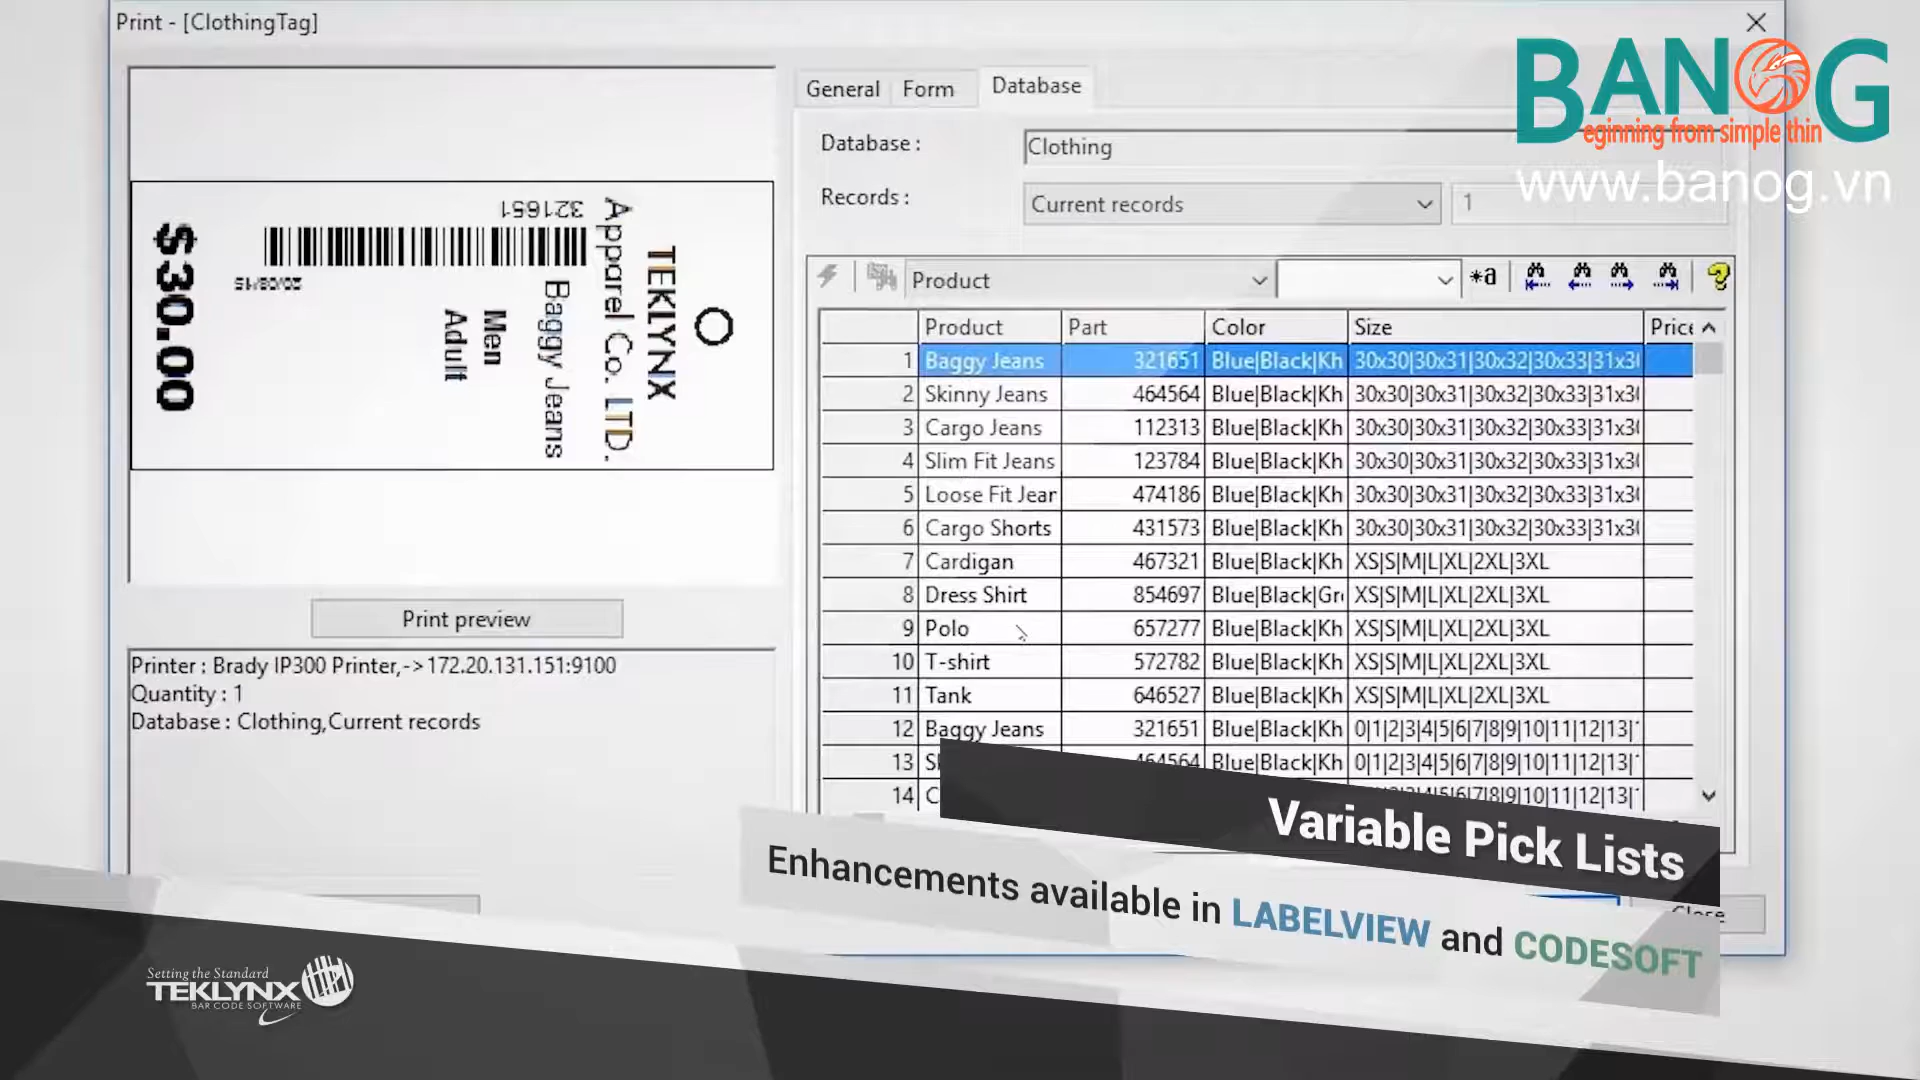 Print - [ClothingTag]
BANOG
eginning from simple thin
www.banog.vn
General Form Database
Database : Clothing
Records : Current records 1
TEKLYNX
Apparel Co. LTD.
321651
Baggy Jeans
Men
Adult
$30.00
Product *a
Product Part Color Size Price
1 Baggy Jeans 321651 Blue|Black|Kh 30x30|30x31|30x32|30x33|31x30
2 Skinny Jeans 464564 Blue|Black|Kh 30x30|30x31|30x32|30x33|31x30
3 Cargo Jeans 112313 Blue|Black|Kh 30x30|30x31|30x32|30x33|31x30
4 Slim Fit Jeans 123784 Blue|Black|Kh 30x30|30x31|30x32|30x33|31x30
5 Loose Fit Jear 474186 Blue|Black|Kh 30x30|30x31|30x32|30x33|31x30
6 Cargo Shorts 431573 Blue|Black|Kh 30x30|30x31|30x32|30x33|31x30
7 Cardigan 467321 Blue|Black|Kh XS|S|M|L|XL|2XL|3XL
8 Dress Shirt 854697 Blue|Black|Gr XS|S|M|L|XL|2XL|3XL
9 Polo 657277 Blue|Black|Kh XS|S|M|L|XL|2XL|3XL
10 T-shirt 572782 Blue|Black|Kh XS|S|M|L|XL|2XL|3XL
11 Tank 646527 Blue|Black|Kh XS|S|M|L|XL|2XL|3XL
12 Baggy Jeans 321651 Blue|Black|Kh 0|1|2|3|4|5|6|7|8|9|10|11|12|13|
13 464564 Blue|Black|Kh 0|1|2|3|4|5|6|7|8|9|10|11|12|13|
14
Print preview
Printer : Brady IP300 Printer,->172.20.131.151:9100
Quantity : 1
Database : Clothing,Current records
Variable Pick Lists
Enhancements available in LABELVIEW and CODESOFT
Close
Setting the Standard
TEKLYNX
BAR CODE SOFTWARE